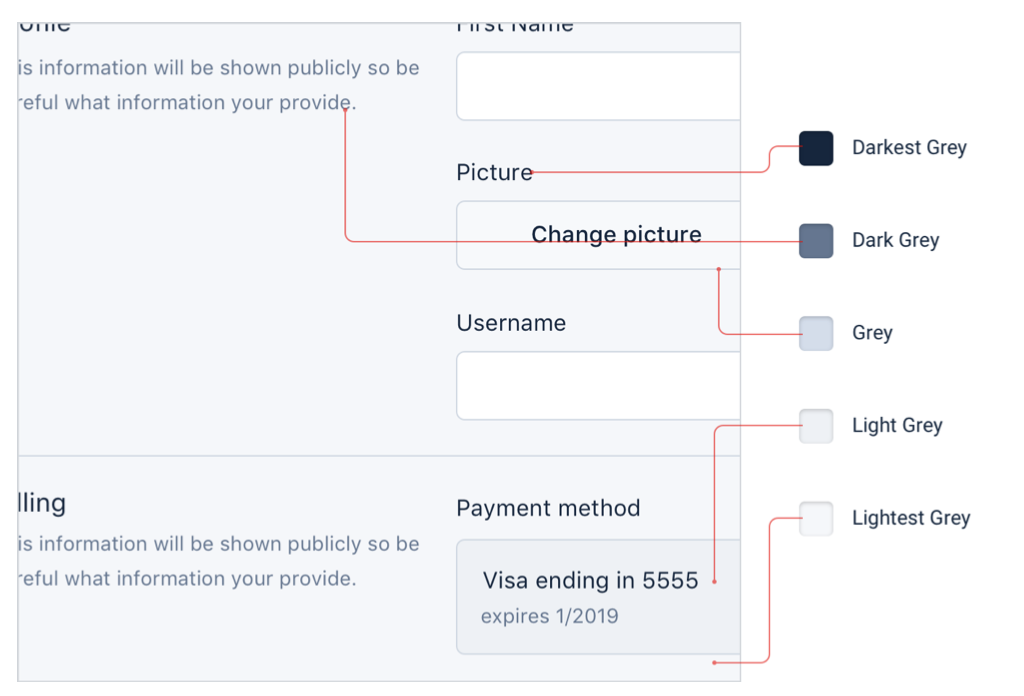 First Name
is information will be shown publicly so be
reful what information your provide.
Picture
Change picture
Username
lling
is information will be shown publicly so be
reful what information your provide.
Payment method
Visa ending in 5555
expires 1/2019
Darkest Grey
Dark Grey
Grey
Light Grey
Lightest Grey